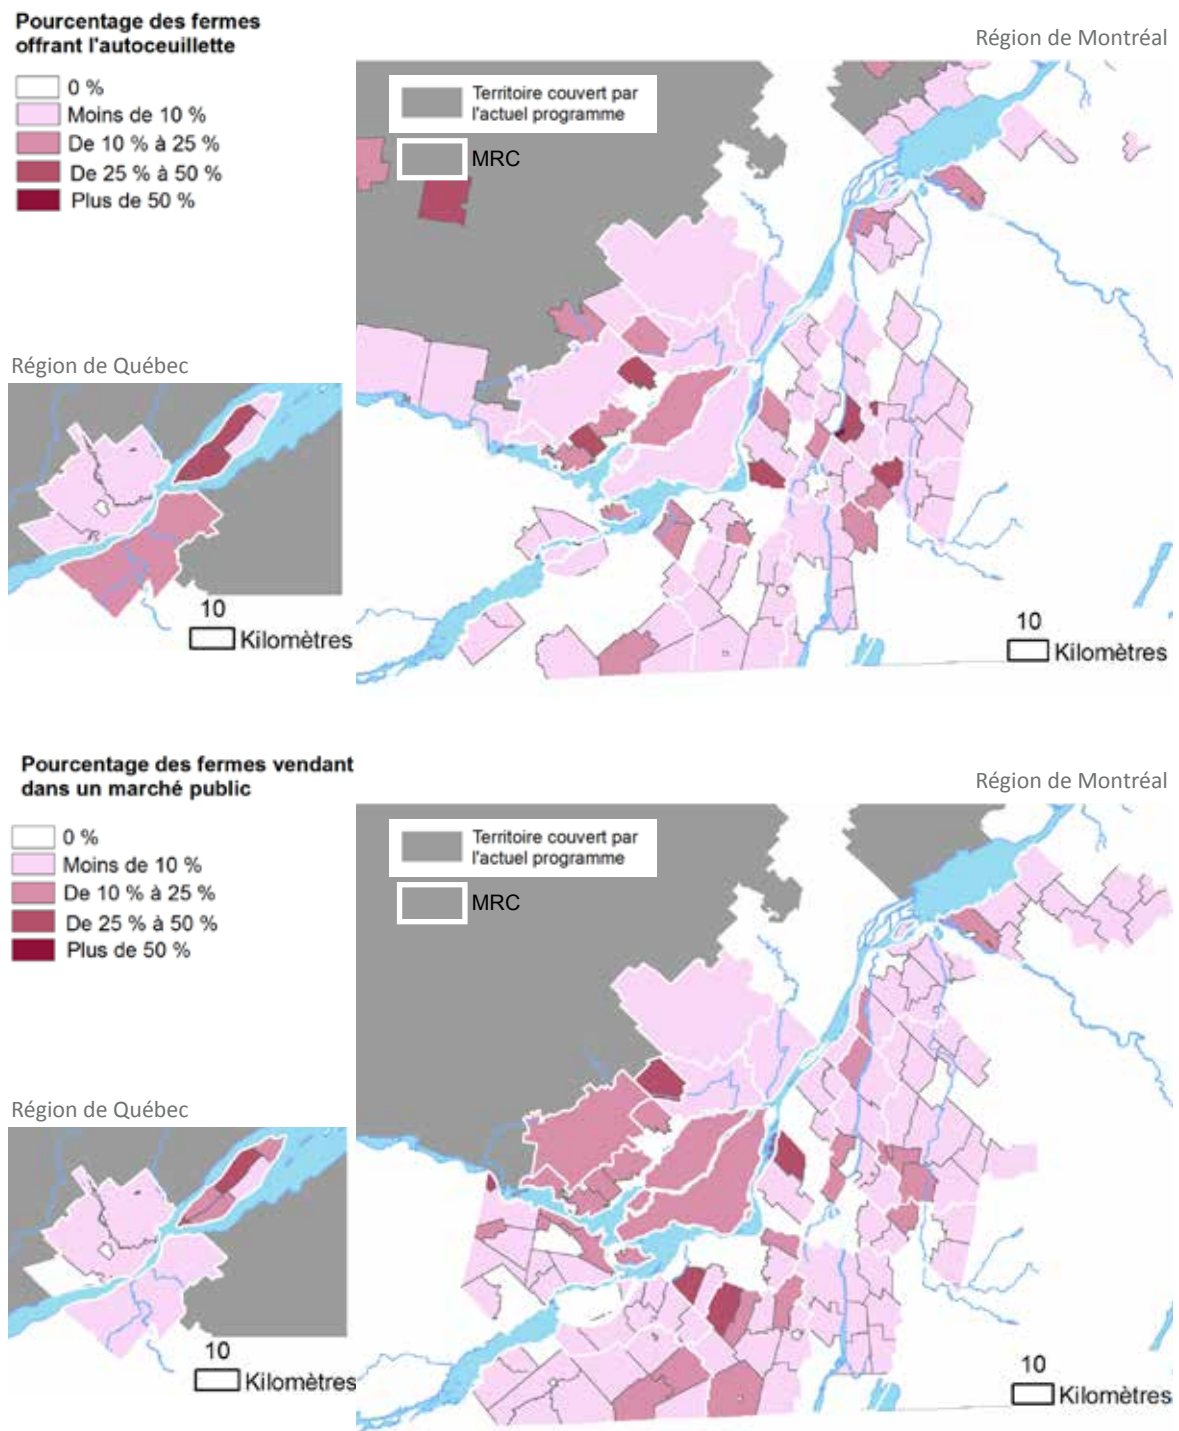 Pourcentage des fermes
offrant l'autoceuillette
0 %
Moins de 10 %
De 10 % à 25 %
De 25 % à 50 %
Plus de 50 %
Région de Montréal
Territoire couvert par
l'actuel programme
MRC
Région de Québec
10
Kilomètres
10
Kilomètres
Pourcentage des fermes vendant
dans un marché public
0 %
Moins de 10 %
De 10 % à 25 %
De 25 % à 50 %
Plus de 50 %
Région de Montréal
Territoire couvert par
l'actuel programme
MRC
Région de Québec
10
Kilomètres
10
Kilomètres